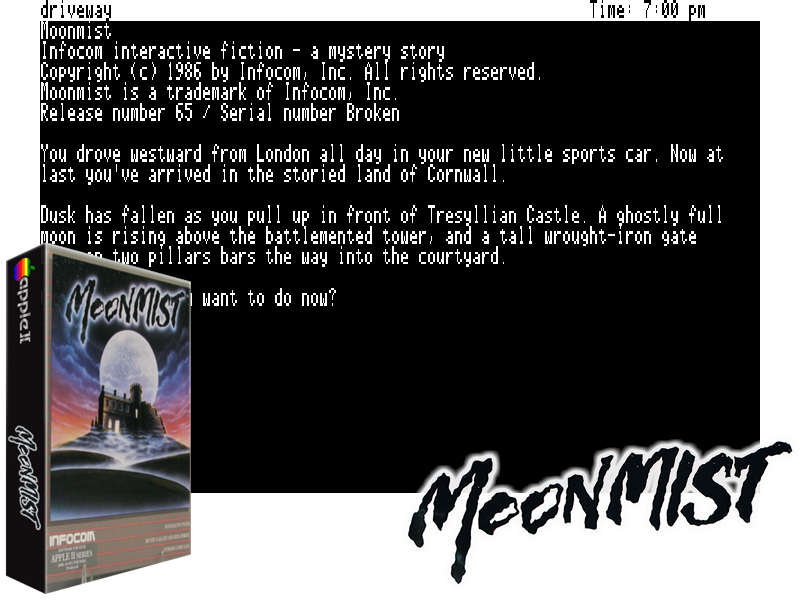 driveway Time: 7:00 pm
Moonmist
Infocom interactive fiction - a mystery story
Copyright (c) 1986 by Infocom, Inc. All rights reserved.
Moonmist is a trademark of Infocom, Inc.
Release number 65 / Serial number Broken
You drove westward from London all day in your new little sports car. Now at
last you've arrived in the storied land of Cornwall.
Dusk has fallen as you pull up in front of Tresyllian Castle. A ghostly full
moon is rising above the battlemented tower, and a tall wrought-iron gate
two pillars bars the way into the courtyard.
want to do now?
apple II
MOONMIST
MOONMIST
INFOCOM
APPLE II SERIES
MOONMIST